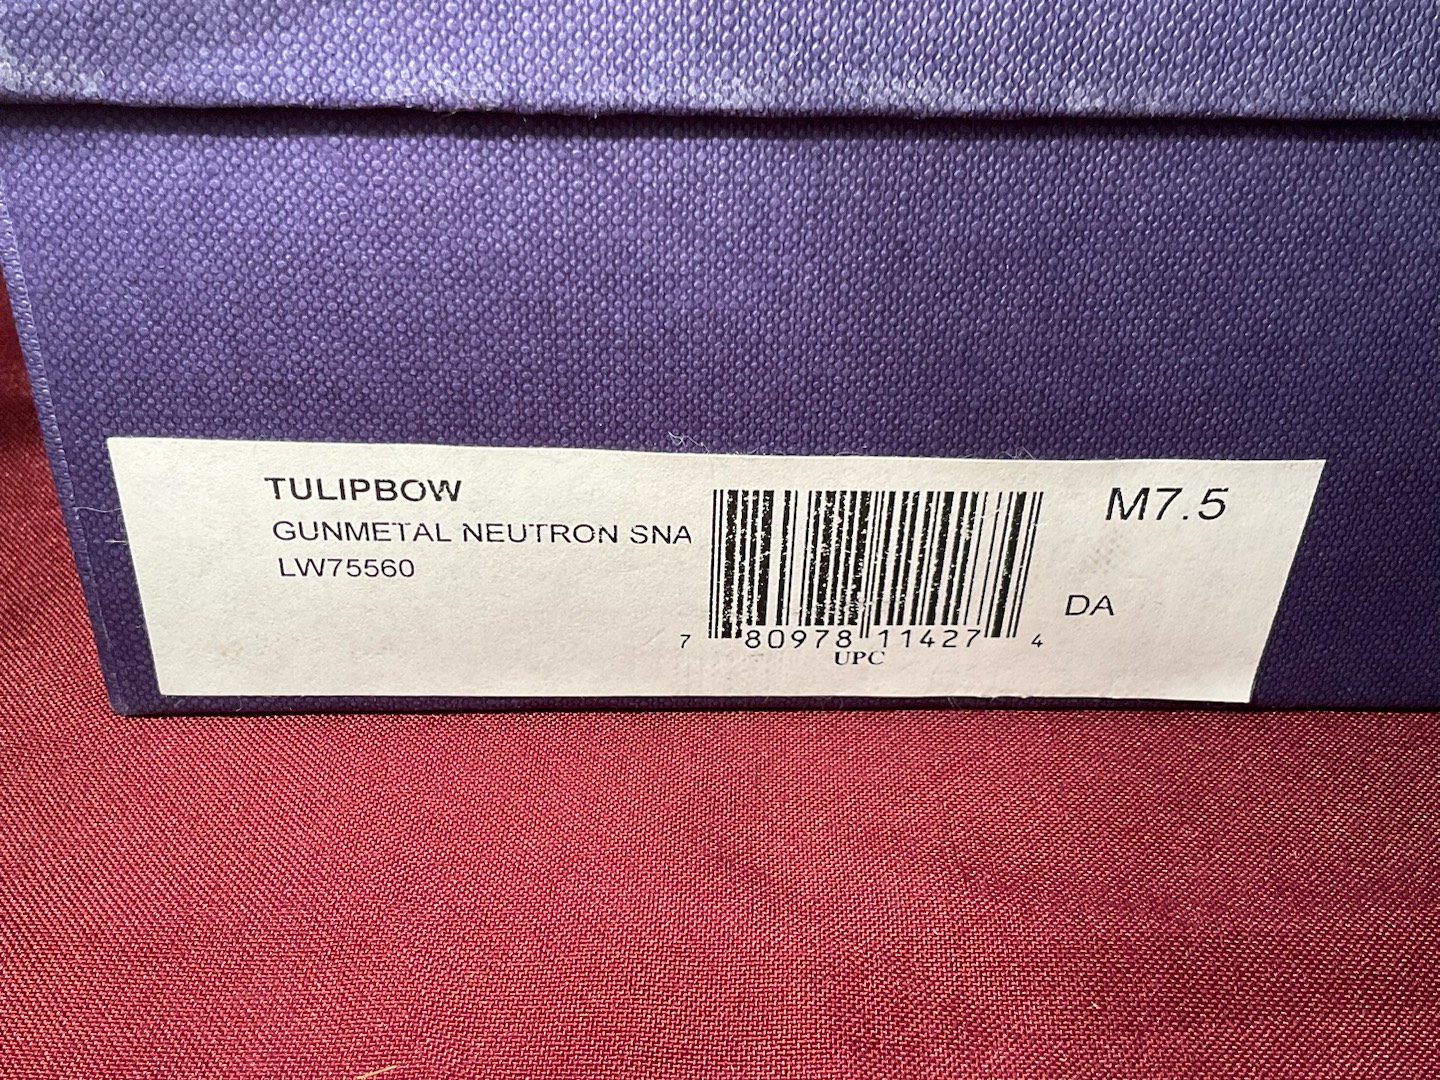 TULIPBOW
GUNMETAL NEUTRON SNA
LW75560
M7.5
DA
7 80978 11427 4
UPC